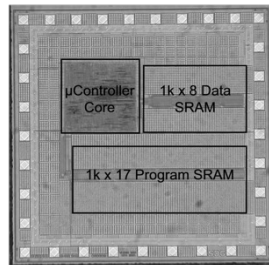 µController
Core
1k x 8 Data
SRAM
1k x 17 Program SRAM